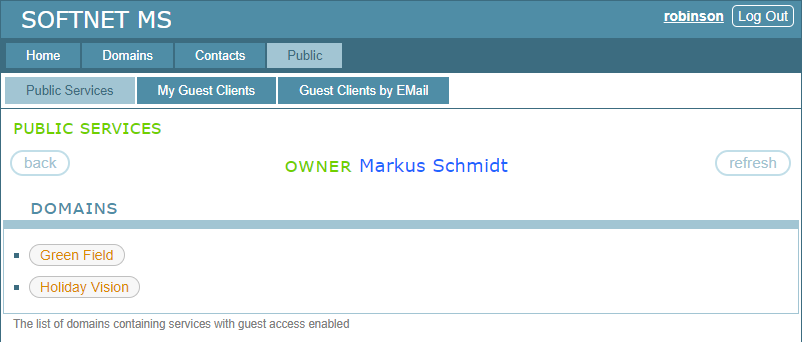 SOFTNET MS
robinson Log Out
Home Domains Contacts Public
Public Services My Guest Clients Guest Clients by EMail
PUBLIC SERVICES
back OWNER Markus Schmidt refresh
DOMAINS
Green Field
Holiday Vision
The list of domains containing services with guest access enabled